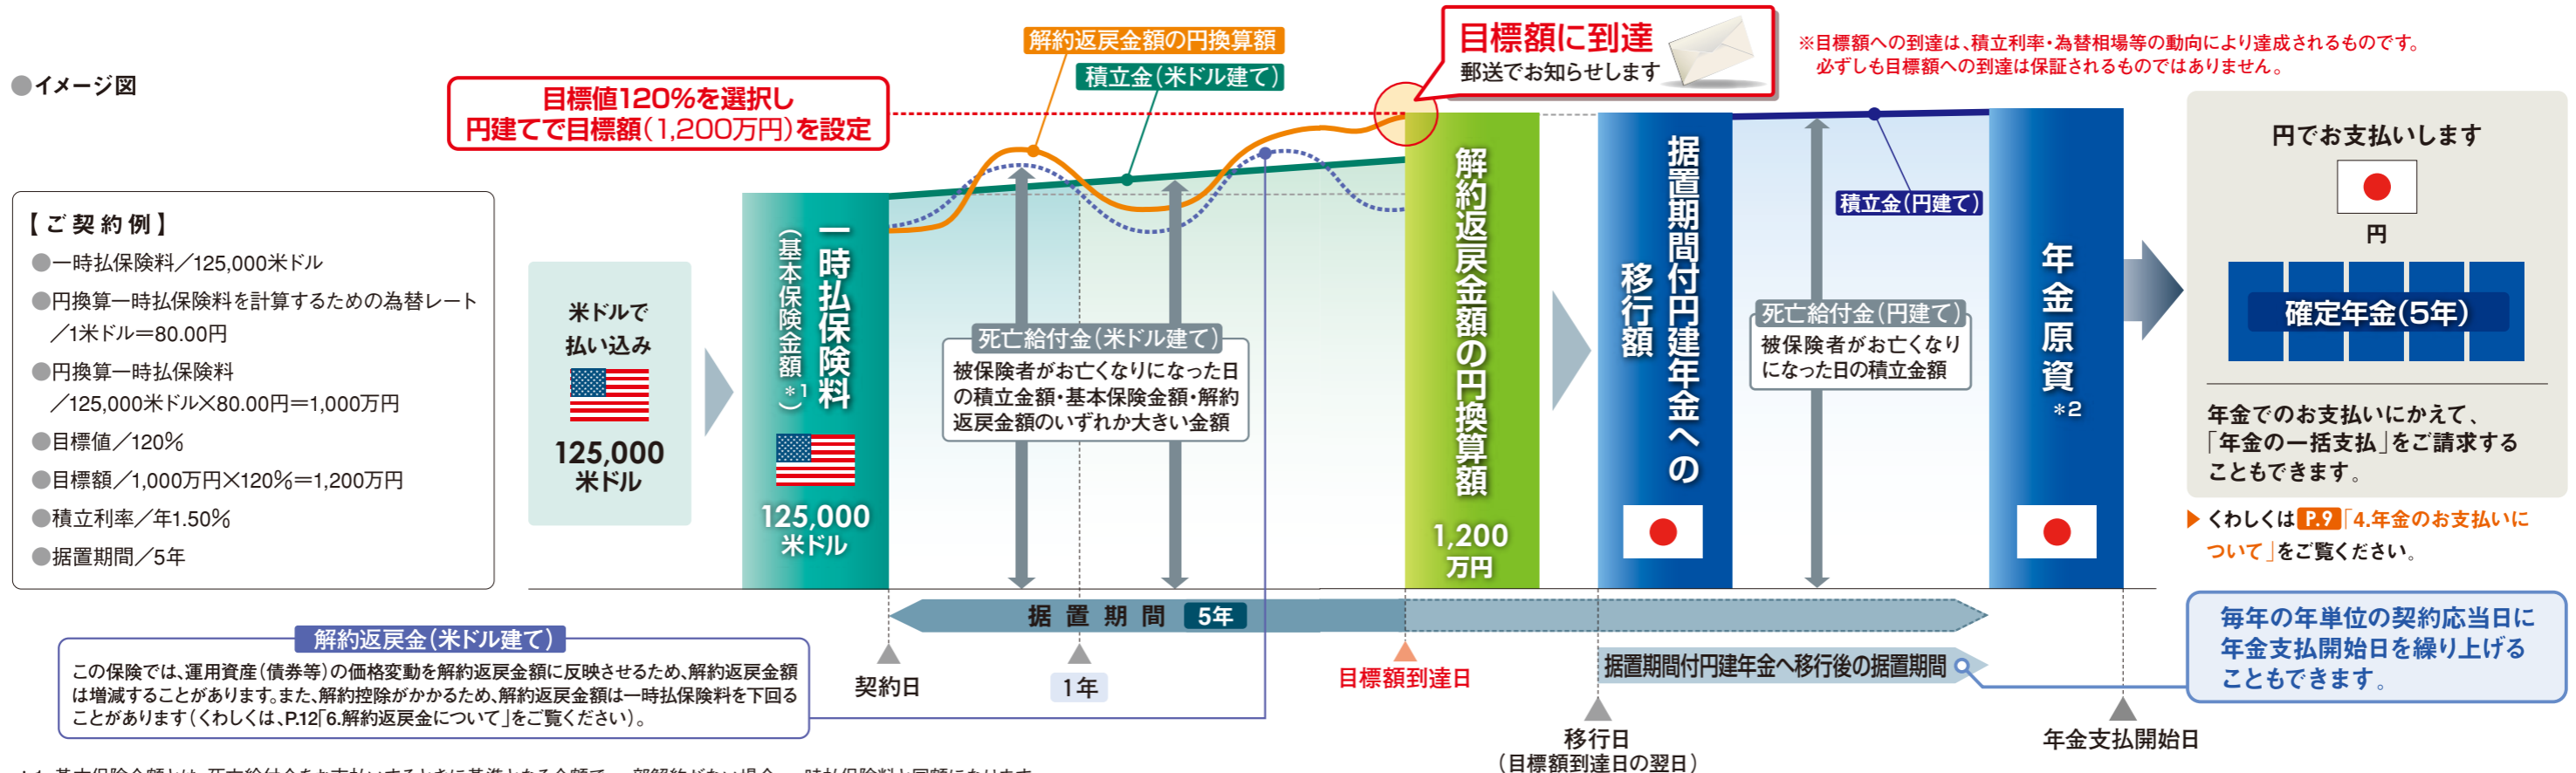 ●イメージ図
目標値120%を選択し
円建てで目標額(1,200万円)を設定
解約返戻金額の円換算額
積立金(米ドル建て)
目標額に到達
郵送でお知らせします
※目標額への到達は、積立利率・為替相場等の動向により達成されるものです。
必ずしも目標額への到達は保証されるものではありません。
【ご契約例】
●一時払保険料/125,000米ドル
●円換算一時払保険料を計算するための為替レート
/1米ドル=80.00円
●円換算一時払保険料
/125,000米ドル×80.00円=1,000万円
●目標値/120%
●目標額/1,000万円×120%=1,200万円
●積立利率/年1.50%
●据置期間/5年
米ドルで
払い込み
125,000
米ドル
一時払保険料
(基本保険金額*1)
125,000
米ドル
死亡給付金(米ドル建て)
被保険者がお亡くなりになった日
の積立金額・基本保険金額・解約
返戻金額のいずれか大きい金額
解約返戻金額の円換算額
1,200
万円
据置期間付円建年金への
移行額
積立金(円建て)
死亡給付金(円建て)
被保険者がお亡くなり
になった日の積立金額
年金原資*2
円でお支払いします
円
確定年金(5年)
年金でのお支払いにかえて、
「年金の一括支払」をご請求する
こともできます。
▶くわしくはP.9「4.年金のお支払いに
ついて」をご覧ください。
据置期間 5年
解約返戻金(米ドル建て)
この保険では、運用資産(債券等)の価格変動を解約返戻金額に反映させるため、解約返戻金額
は増減することがあります。また、解約控除がかかるため、解約返戻金額は一時払保険料を下回る
ことがあります(くわしくは、P.12「6.解約返戻金について」をご覧ください)。
契約日
1年
目標額到達日
据置期間付円建年金へ移行後の据置期間
毎年の年単位の契約応当日に
年金支払開始日を繰り上げる
こともできます。
移行日
(目標額到達日の翌日)
年金支払開始日